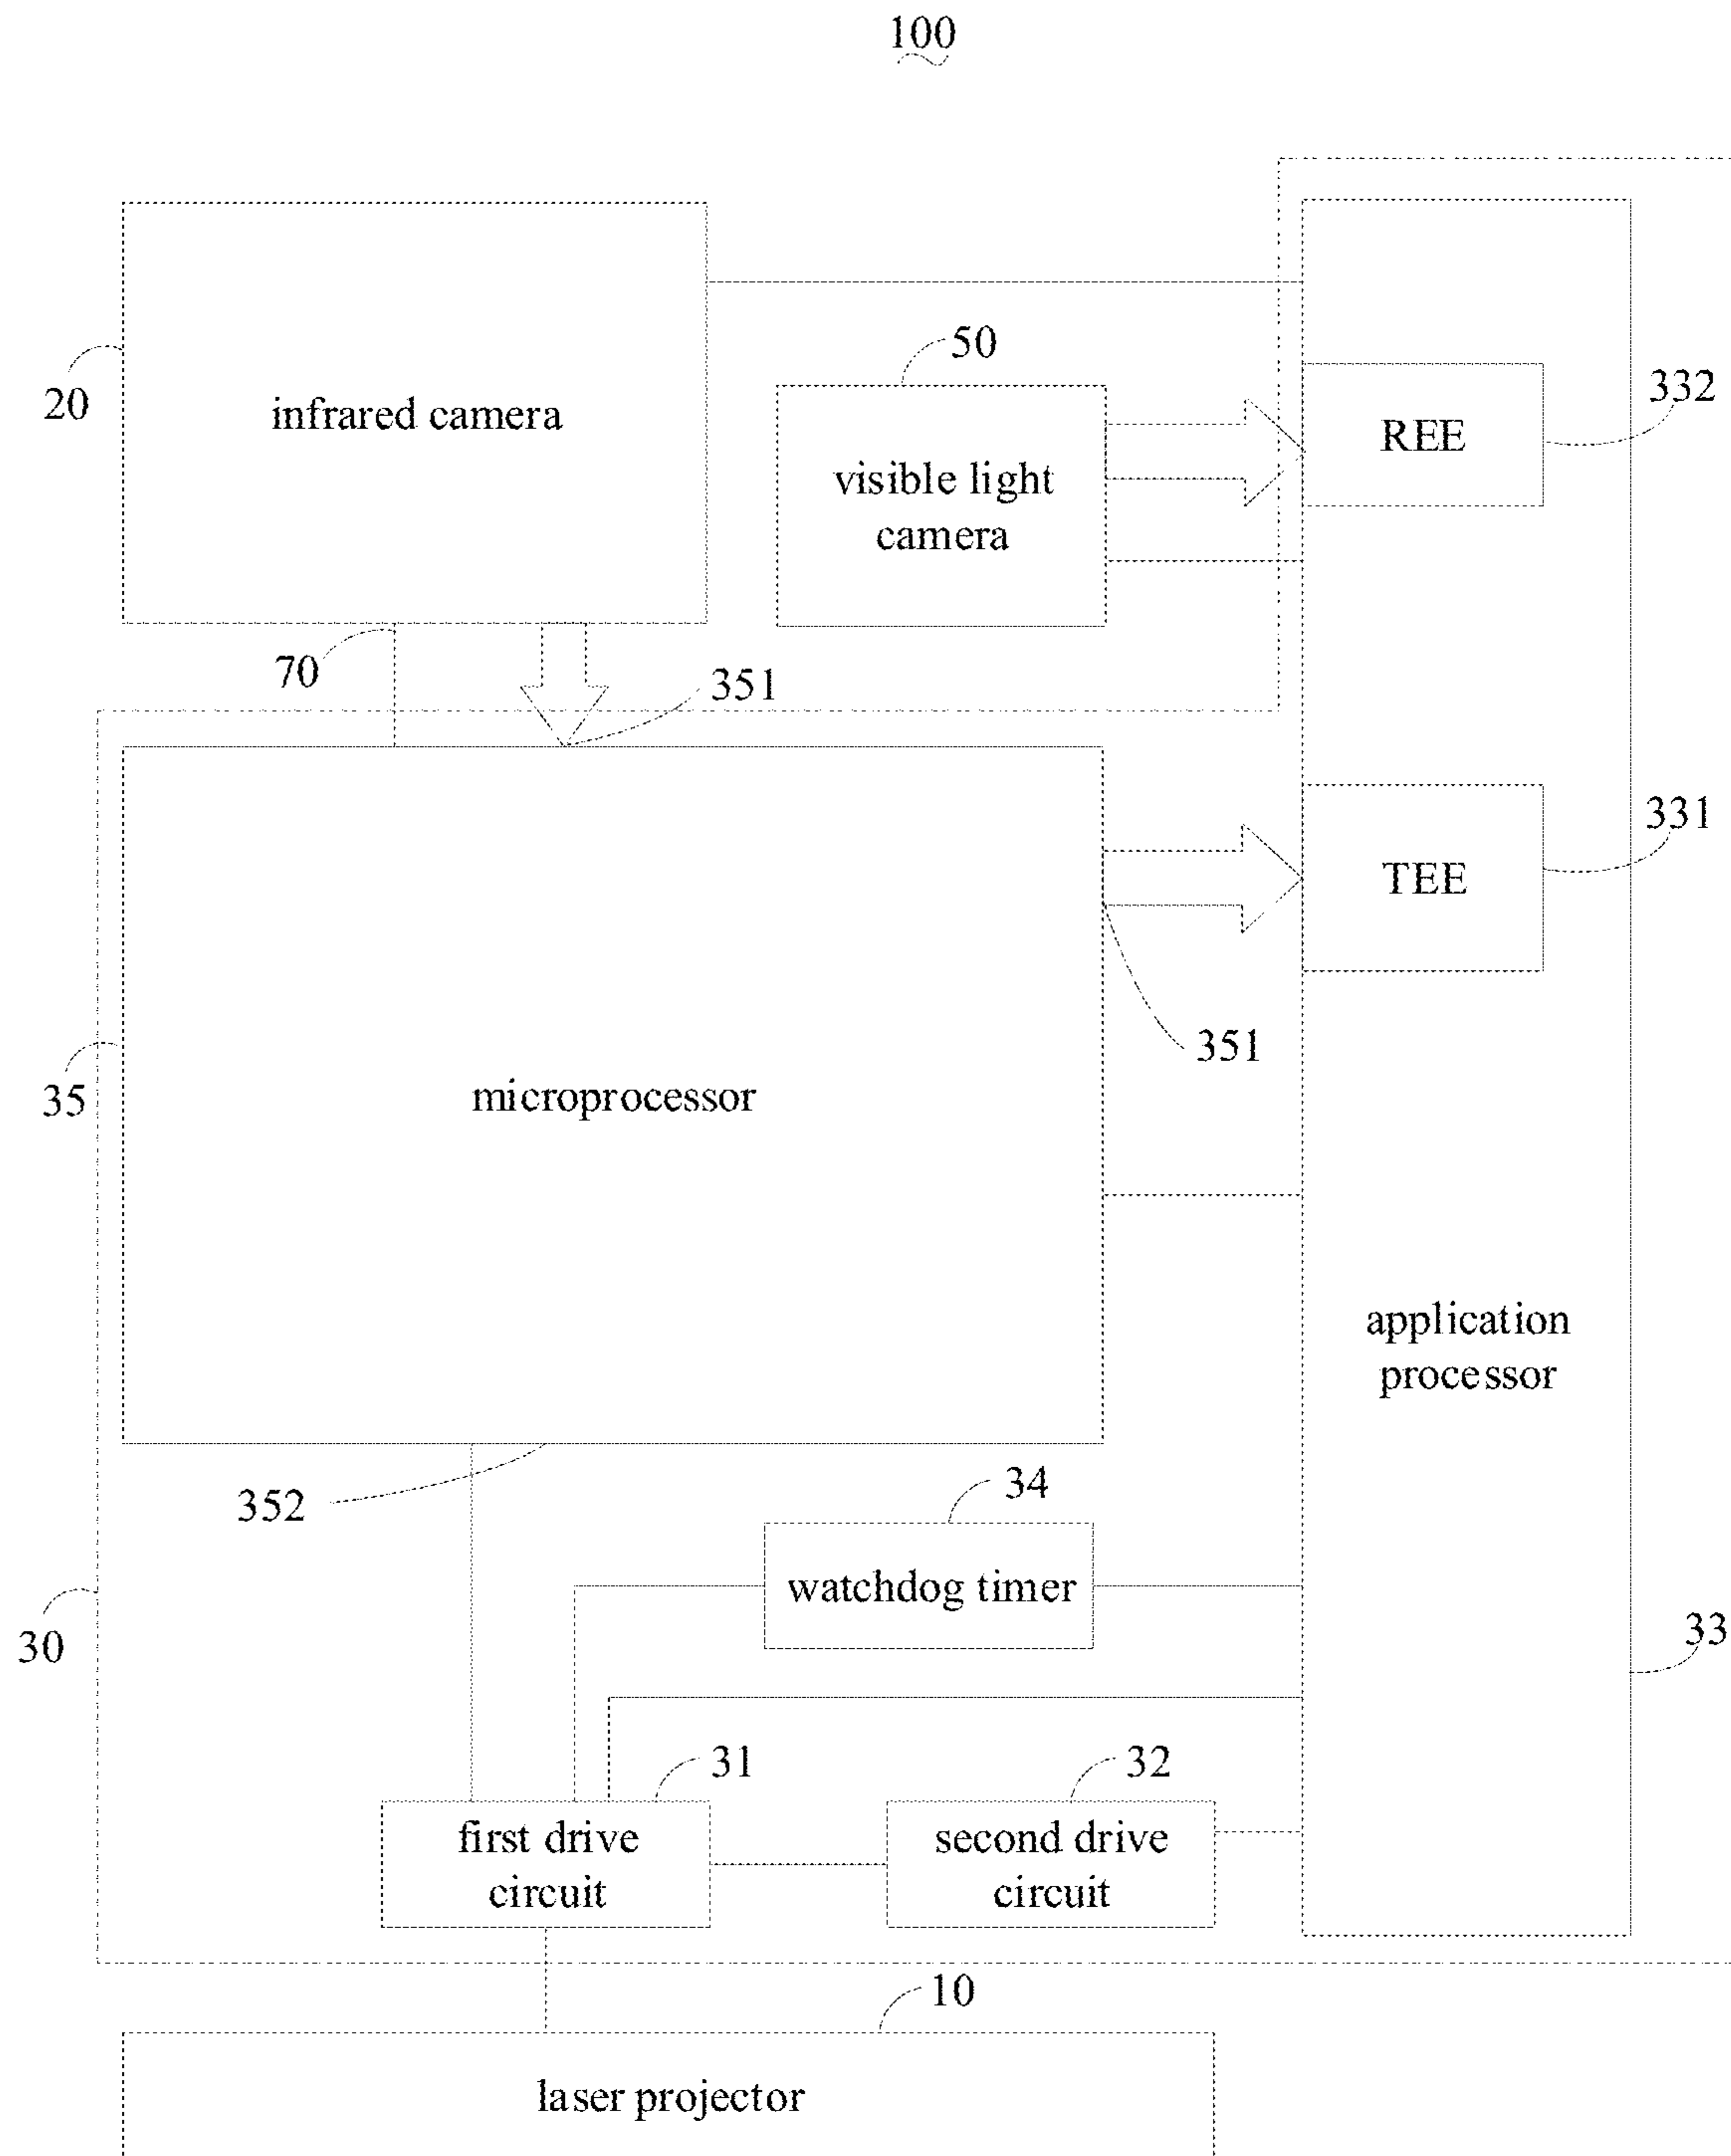 100
20
infrared camera
50
visible light
camera
REE
332
70
351
TEE
331
351
35
microprocessor
application
processor
352
34
watchdog timer
30
33
31
32
first drive
circuit
second drive
circuit
10
laser projector